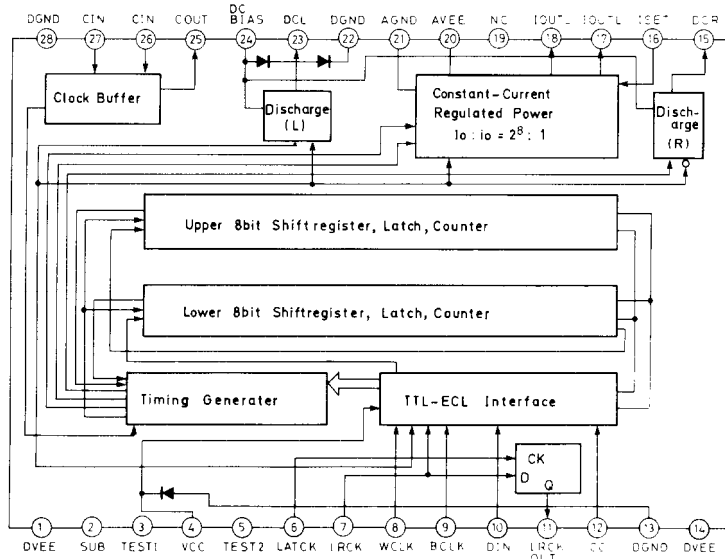 DGND CIN CIN COUT DC BIAS DCL DGND AGND AVEE NC IOUTL IOUTL ISET DCR
28 27 26 25 24 23 22 21 20 19 18 17 16 15
Clock Buffer
Discharge
(L)
Constant-Current
Regulated Power
Io : io = 2⁸ : 1
Disch-
arge
(R)
Upper 8bit Shiftregister, Latch, Counter
Lower 8bit Shiftregister, Latch, Counter
Timing Generater
TTL-ECL Interface
CK
D
Q
1 2 3 4 5 6 7 8 9 10 11 12 13 14
DVEE SUB TEST1 VCC TEST2 LATCK LRCK WCLK BCLK DIN LRCK OUT CC DGND DVEE